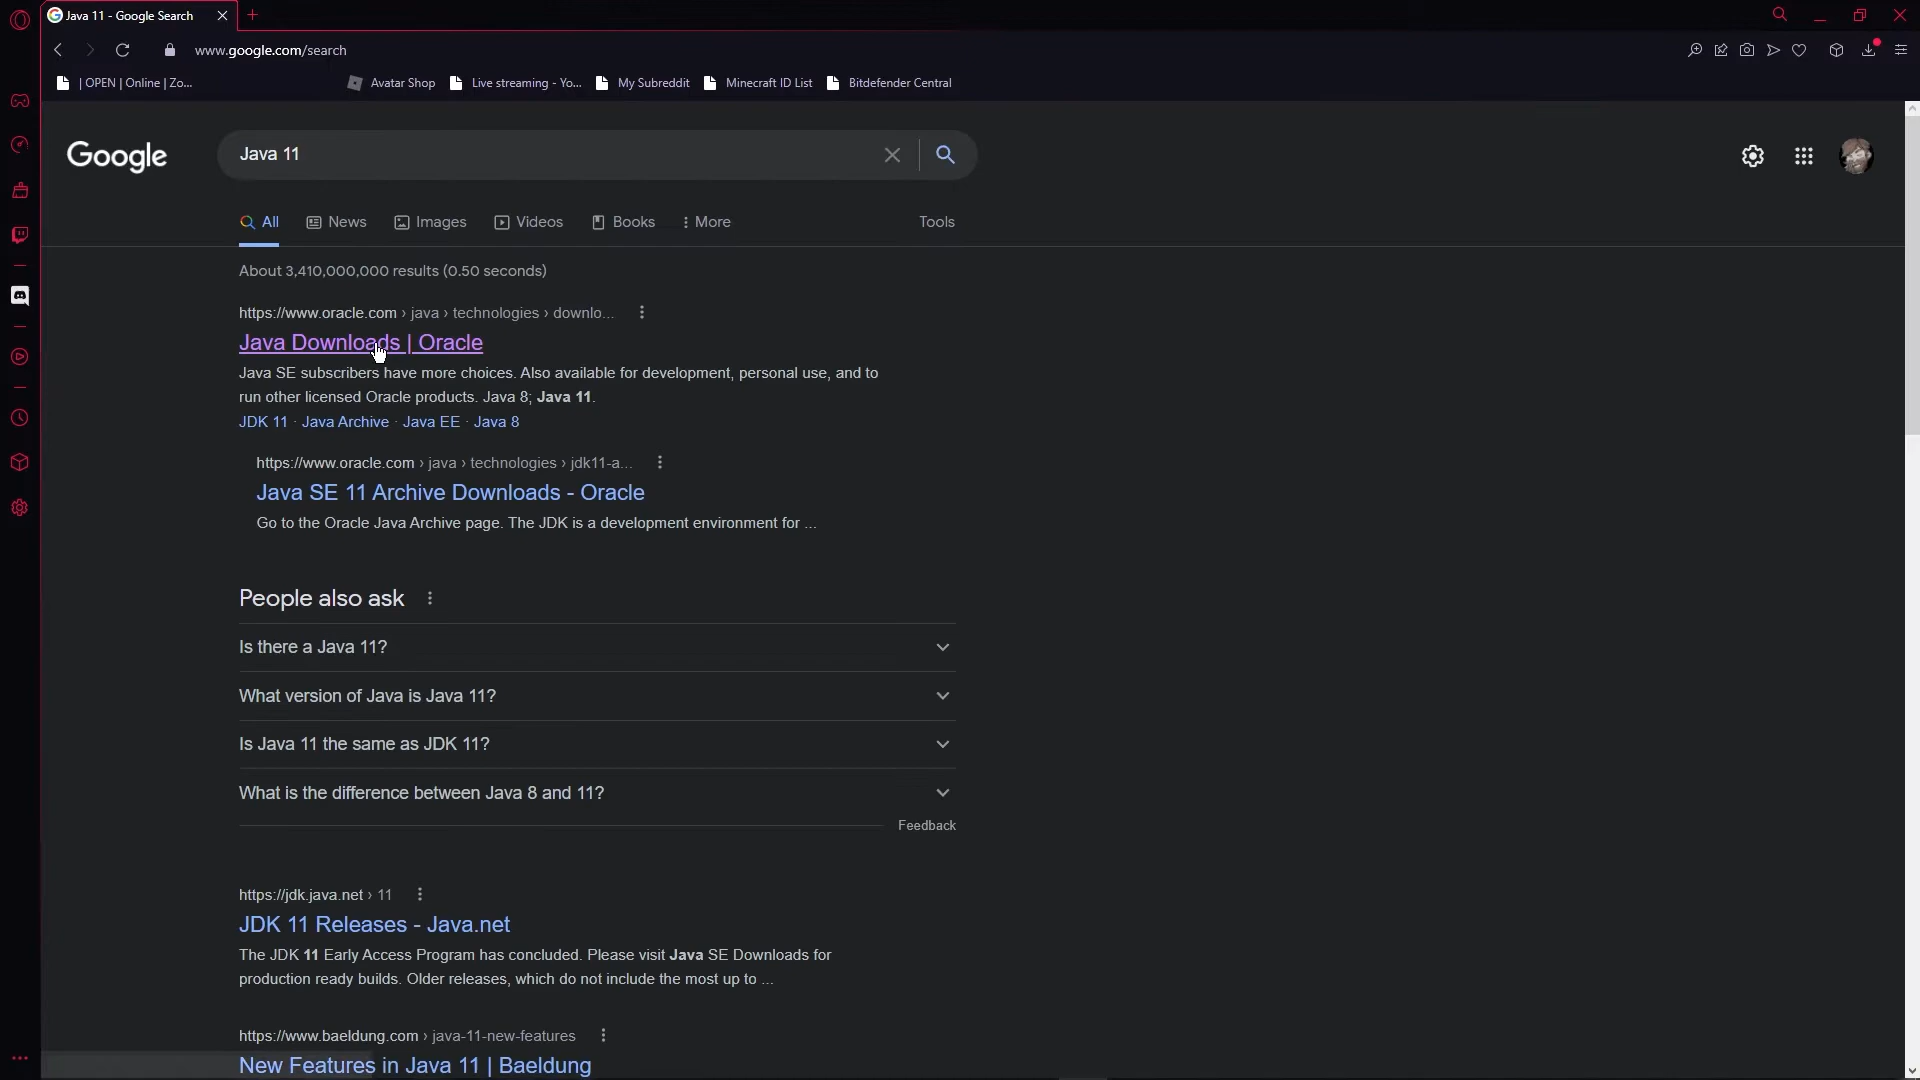 Java 11 - Google Search
www.google.com/search
| OPEN | Online | Zo...
Avatar Shop
Live streaming - Yo...
My Subreddit
Minecraft ID List
Bitdefender Central
Google
Java 11
All
News
Images
Videos
Books
More
Tools
About 3,410,000,000 results (0.50 seconds)
https://www.oracle.com › java › technologies › downlo...
Java Downloads | Oracle
Java SE subscribers have more choices. Also available for development, personal use, and to
run other licensed Oracle products. Java 8; Java 11.
JDK 11 · Java Archive · Java EE · Java 8
https://www.oracle.com › java › technologies › jdk11-a...
Java SE 11 Archive Downloads - Oracle
Go to the Oracle Java Archive page. The JDK is a development environment for ...
People also ask
Is there a Java 11?
What version of Java is Java 11?
Is Java 11 the same as JDK 11?
What is the difference between Java 8 and 11?
Feedback
https://jdk.java.net › 11
JDK 11 Releases - Java.net
The JDK 11 Early Access Program has concluded. Please visit Java SE Downloads for
production ready builds. Older releases, which do not include the most up to ...
https://www.baeldung.com › java-11-new-features
New Features in Java 11 | Baeldung